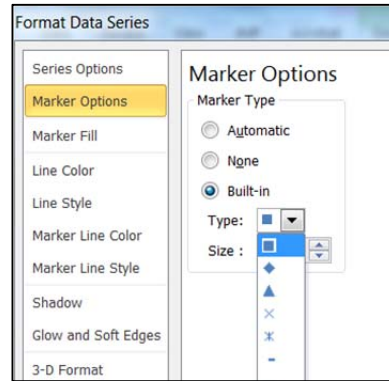 Format Data Series
Series Options
Marker Options
Marker Fill
Line Color
Line Style
Marker Line Color
Marker Line Style
Shadow
Glow and Soft Edges
3-D Format
Marker Options
Marker Type
Automatic
None
Built-in
Type:
Size :